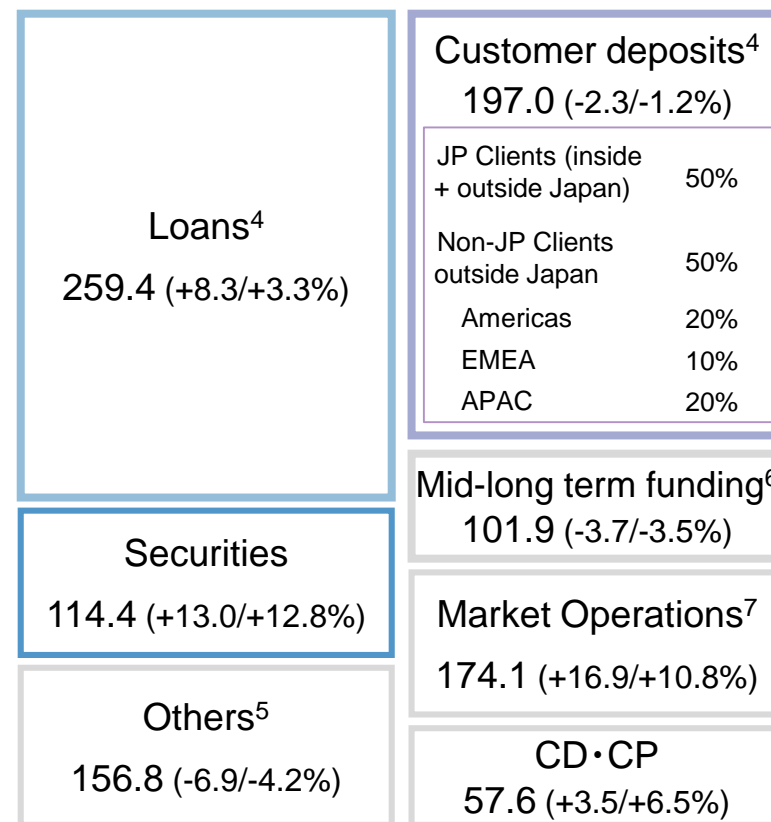 Loans4
259.4 (+8.3/+3.3%)
Securities
114.4 (+13.0/+12.8%)
Others5
156.8 (-6.9/-4.2%)
Customer deposits4
197.0 (-2.3/-1.2%)
JP Clients (inside
+ outside Japan) 50%
Non-JP Clients
outside Japan 50%
Americas 20%
EMEA 10%
APAC 20%
Mid-long term funding6
101.9 (-3.7/-3.5%)
Market Operations7
174.1 (+16.9/+10.8%)
CD・CP
57.6 (+3.5/+6.5%)